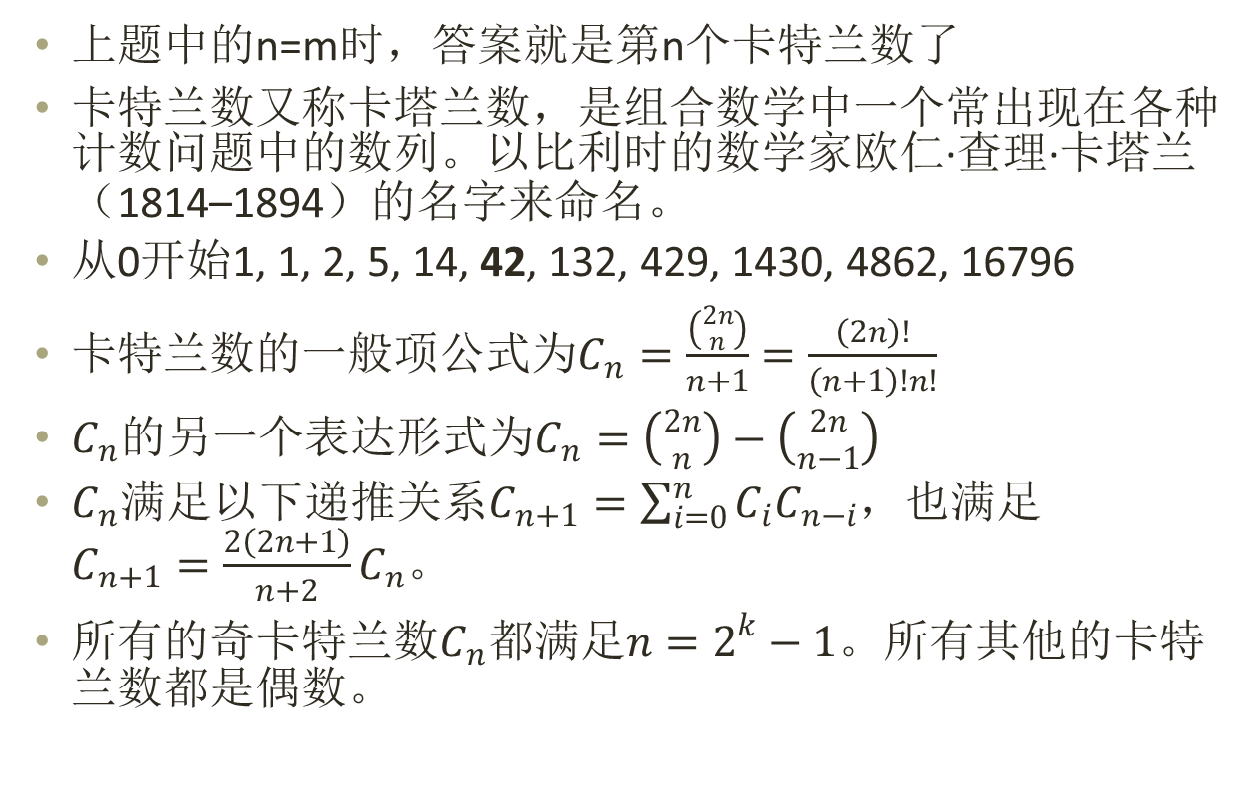 • 上题中的n=m时，答案就是第n个卡特兰数了
• 卡特兰数又称卡塔兰数，是组合数学中一个常出现在各种
计数问题中的数列。以比利时的数学家欧仁·查理·卡塔兰
（1814–1894）的名字来命名。
• 从0开始1, 1, 2, 5, 14, 42, 132, 429, 1430, 4862, 16796
• 卡特兰数的一般项公式为$C_n = \frac{\binom{2n}{n}}{n+1} = \frac{(2n)!}{(n+1)!n!}$
• $C_n$的另一个表达形式为$C_n = \binom{2n}{n} - \binom{2n}{n-1}$
• $C_n$满足以下递推关系$C_{n+1} = \sum_{i=0}^{n} C_i C_{n-i}$，也满足
$C_{n+1} = \frac{2(2n+1)}{n+2} C_n$。
• 所有的奇卡特兰数$C_n$都满足$n = 2^k - 1$。所有其他的卡特
兰数都是偶数。